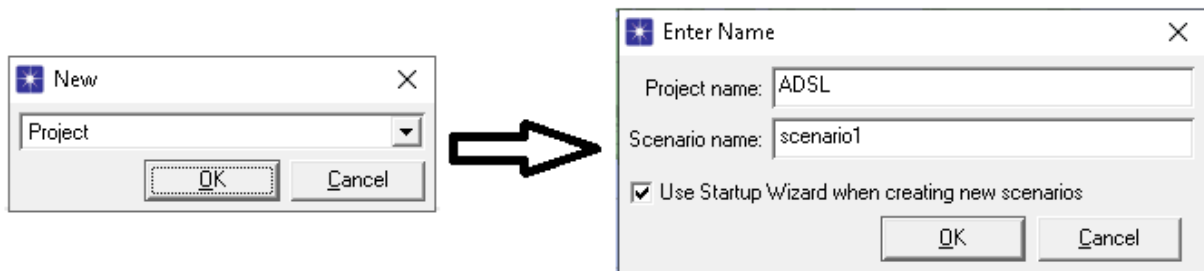 New
Project
OK
Cancel
Enter Name
Project name:
ADSL
Scenario name:
scenario1
Use Startup Wizard when creating new scenarios
OK
Cancel